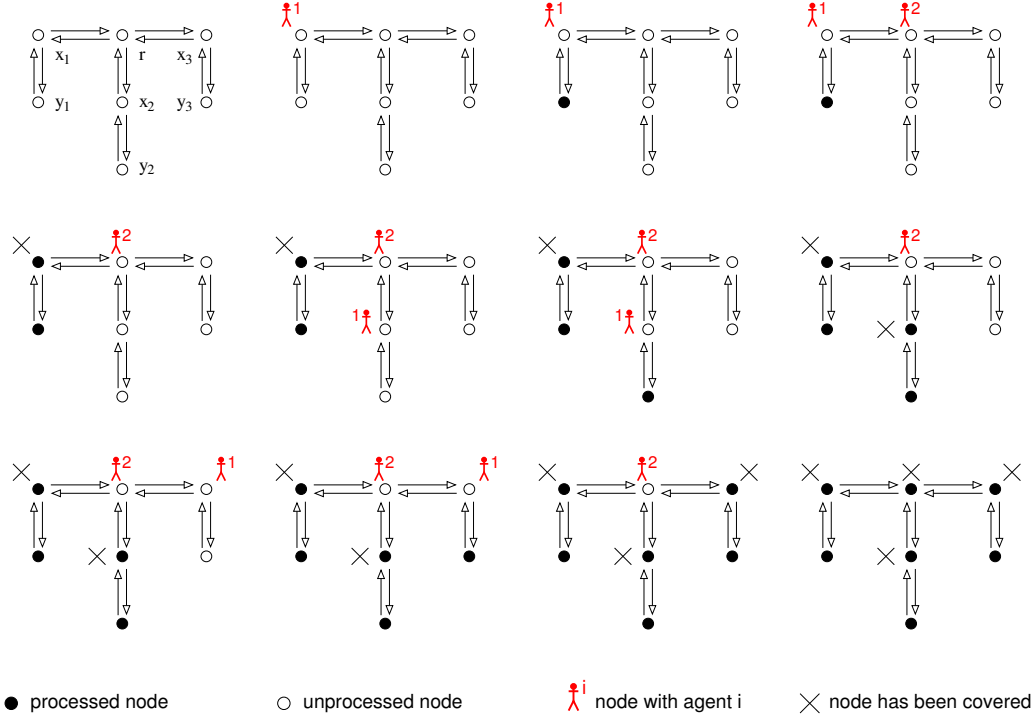 1
1
1
2
x₁
r
x₃
y₁
x₂
y₃
y₂
2
2
2
2
1
1
2
1
2
1
2
processed node
unprocessed node
i
node with agent i
node has been covered